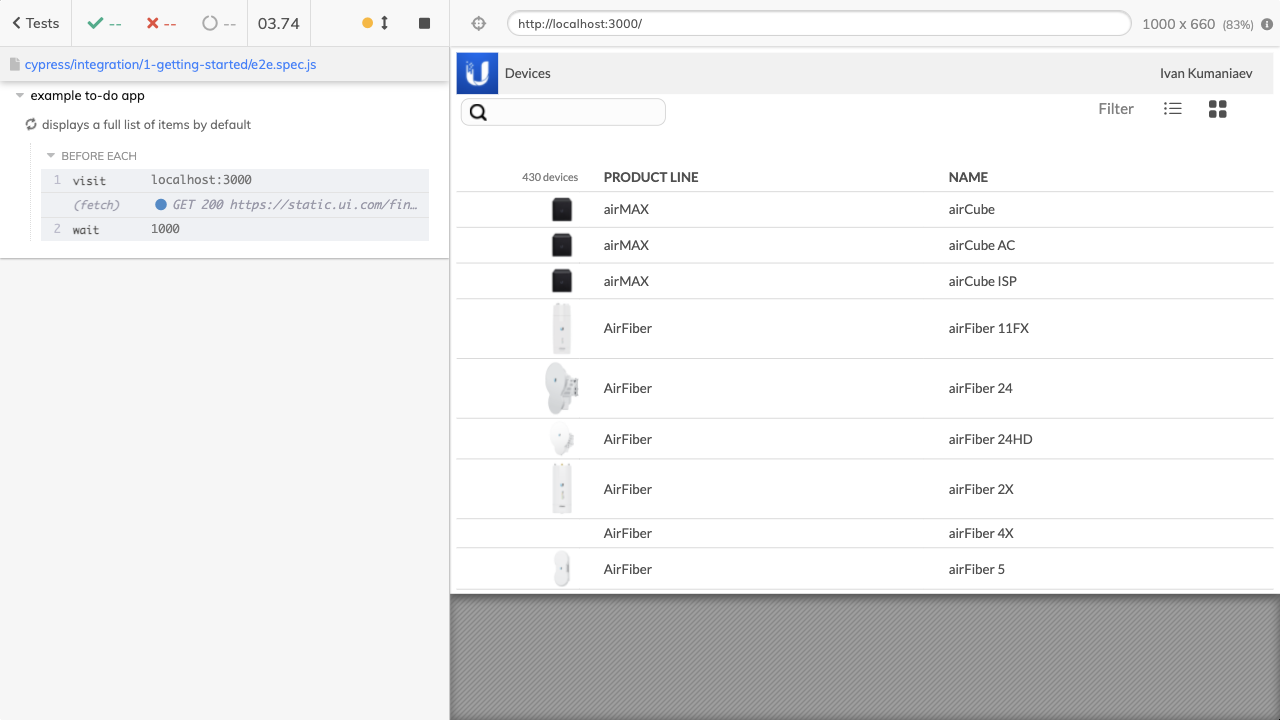 Tests -- -- -- 03.74
cypress/integration/1-getting-started/e2e.spec.js
example to-do app
displays a full list of items by default
BEFORE EACH
1 visit localhost:3000
(fetch) GET 200 https://static.ui.com/fin…
2 wait 1000
http://localhost:3000/ 1000 x 660 (83%)
Devices Ivan Kumaniaev
Filter
430 devices PRODUCT LINE NAME
airMAX airCube
airMAX airCube AC
airMAX airCube ISP
AirFiber airFiber 11FX
AirFiber airFiber 24
AirFiber airFiber 24HD
AirFiber airFiber 2X
AirFiber airFiber 4X
AirFiber airFiber 5